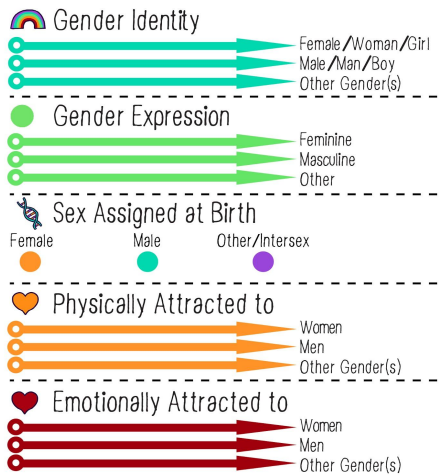 Gender Identity
Female/Woman/Girl
Male/Man/Boy
Other Gender(s)
Gender Expression
Feminine
Masculine
Other
Sex Assigned at Birth
Female Male Other/Intersex
Physically Attracted to
Women
Men
Other Gender(s)
Emotionally Attracted to
Women
Men
Other Gender(s)